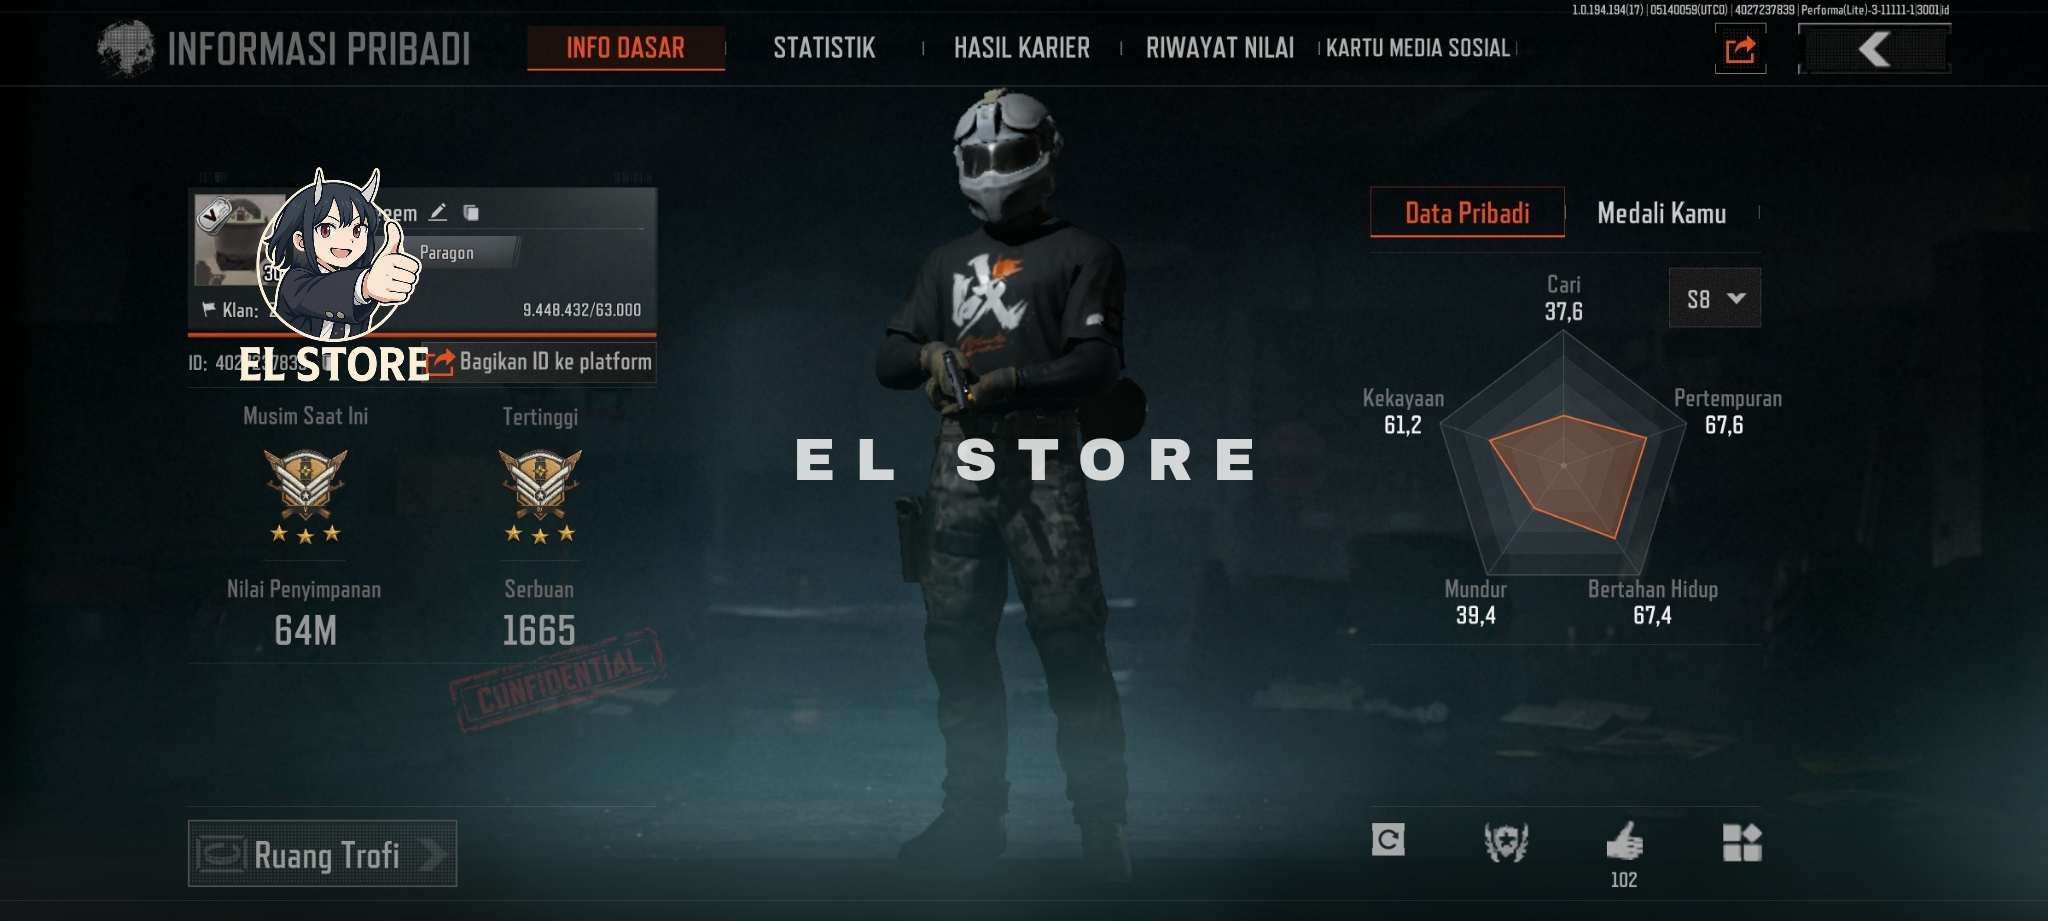 1.0.194.194(17) | 05140059(UTC0) | 4027237839 | Performa(Lite)-3-11111-1|3001|id
INFORMASI PRIBADI
INFO DASAR
STATISTIK
HASIL KARIER
RIWAYAT NILAI
KARTU MEDIA SOSIAL
eem
Paragon
Klan:
9.448.432/63.000
ID: 4027237839
EL STORE
Bagikan ID ke platform
Musim Saat Ini
Tertinggi
Nilai Penyimpanan
64M
Serbuan
1665
CONFIDENTIAL
Ruang Trofi
EL STORE
Data Pribadi
Medali Kamu
S8
Cari
37,6
Kekayaan
61,2
Pertempuran
67,6
Mundur
39,4
Bertahan Hidup
67,4
102